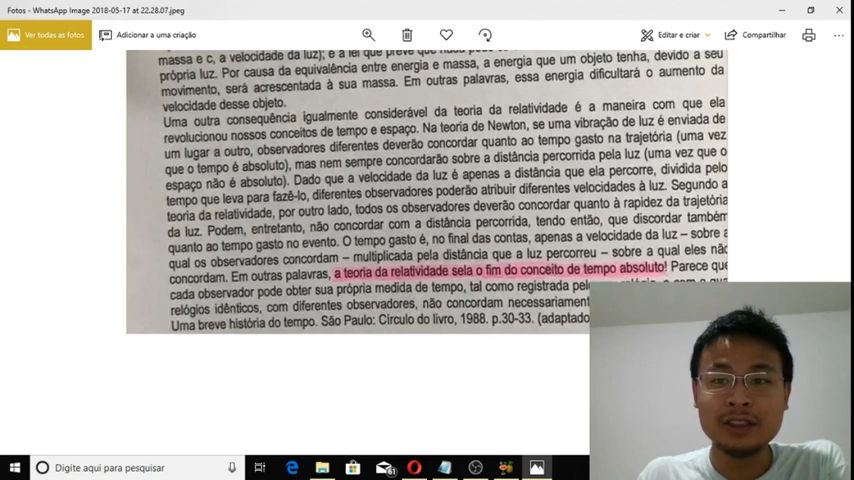 Fotos - WhatsApp Image 2018-05-17 at 22.28.07.jpeg
Ver todas as fotos
Adicionar a uma criação
Editar e criar
Compartilhar
massa e c, a velocidade da luz); e a lei que prevê que nada
própria luz. Por causa da equivalência entre energia e massa, a energia que um objeto tenha, devido a seu
movimento, será acrescentada à sua massa. Em outras palavras, essa energia dificultará o aumento da
velocidade desse objeto.
Uma outra consequência igualmente considerável da teoria da relatividade é a maneira com que ela
revolucionou nossos conceitos de tempo e espaço. Na teoria de Newton, se uma vibração de luz é enviada de
um lugar a outro, observadores diferentes deverão concordar quanto ao tempo gasto na trajetória (uma vez
que o tempo é absoluto), mas nem sempre concordarão sobre a distância percorrida pela luz (uma vez que o
espaço não é absoluto). Dado que a velocidade da luz é apenas a distância que ela percorre, dividida pelo
tempo que leva para fazê-lo, diferentes observadores poderão atribuir diferentes velocidades à luz. Segundo a
teoria da relatividade, por outro lado, todos os observadores deverão concordar quanto à rapidez da trajetória
da luz. Podem, entretanto, não concordar com a distância percorrida, tendo então, que discordar também
quanto ao tempo gasto no evento. O tempo gasto é, no final das contas, apenas a velocidade da luz – sobre a
qual os observadores concordam – multiplicada pela distância que a luz percorreu – sobre a qual eles não
concordam. Em outras palavras, a teoria da relatividade sela o fim do conceito de tempo absoluto! Parece que
cada observador pode obter sua própria medida de tempo, tal como registrada
relógios idênticos, com diferentes observadores, não concordam
Uma breve história do tempo. São Paulo: Círculo do livro, 1988. p.30-33. (adaptado
Digite aqui para pesquisar
61